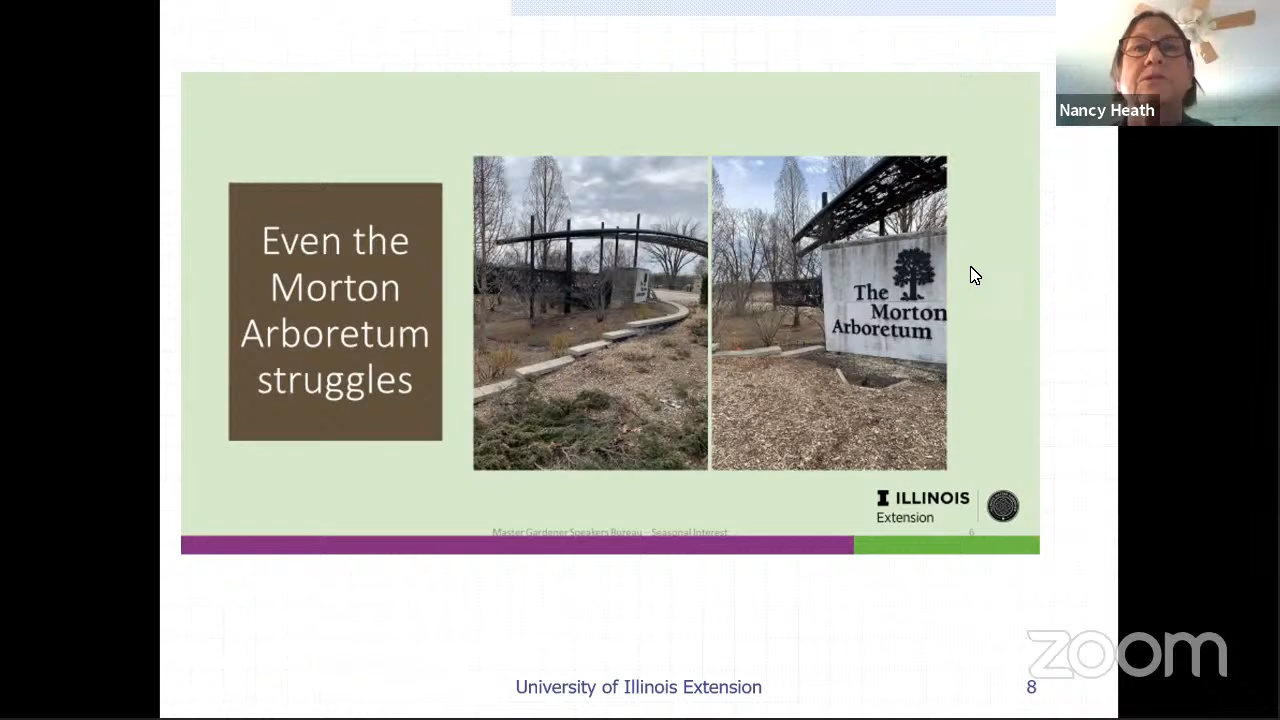 Nancy Heath
Even the
Morton
Arboretum
struggles
The
Morton
Arboretum
ILLINOIS
Extension
Master Gardener Speakers Bureau - Seasonal Interest
6
University of Illinois Extension
8
zoom